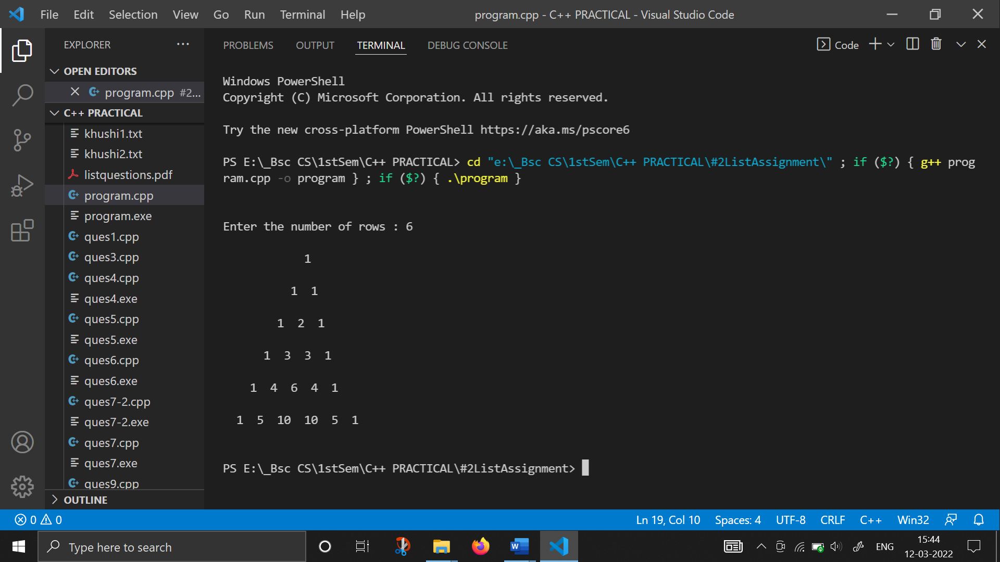 File Edit Selection View Go Run Terminal Help program.cpp - C++ PRACTICAL - Visual Studio Code
EXPLORER ...
OPEN EDITORS
program.cpp #2...
C++ PRACTICAL
khushi1.txt
khushi2.txt
listquestions.pdf
program.cpp
program.exe
ques1.cpp
ques3.cpp
ques4.cpp
ques4.exe
ques5.cpp
ques5.exe
ques6.cpp
ques6.exe
ques7-2.cpp
ques7-2.exe
ques7.cpp
ques7.exe
ques9.cpp
OUTLINE
PROBLEMS OUTPUT TERMINAL DEBUG CONSOLE Code
Windows PowerShell
Copyright (C) Microsoft Corporation. All rights reserved.
Try the new cross-platform PowerShell https://aka.ms/pscore6
PS E:\_Bsc CS\1stSem\C++ PRACTICAL> cd "e:\_Bsc CS\1stSem\C++ PRACTICAL\#2ListAssignment\" ; if ($?) { g++ prog
ram.cpp -o program } ; if ($?) { .\program }
Enter the number of rows : 6
1
1 1
1 2 1
1 3 3 1
1 4 6 4 1
1 5 10 10 5 1
PS E:\_Bsc CS\1stSem\C++ PRACTICAL\#2ListAssignment>
0 0 Ln 19, Col 10 Spaces: 4 UTF-8 CRLF C++ Win32
Type here to search
ENG
15:44
12-03-2022